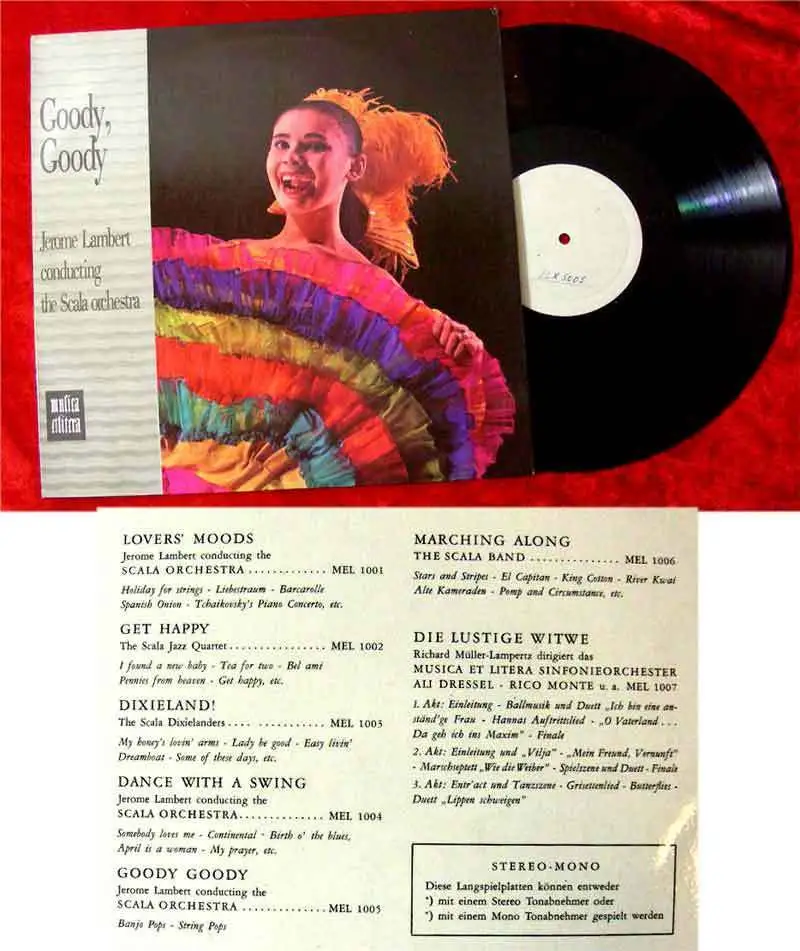 Goody,
Goody
Jerome Lambert
conducting
the Scala orchestra
musica
et litera
LOVERS' MOODS
Jerome Lambert conducting the
SCALA ORCHESTRA ............. MEL 1001
Holiday for strings - Liebestraum - Barcarolle
Spanish Onion - Tchaikovsky's Piano Concerto, etc.
GET HAPPY
The Scala Jazz Quartet ................ MEL 1002
I found a new baby - Tea for two - Bel ami
Pennies from heaven - Get happy, etc.
DIXIELAND!
The Scala Dixielanders .... ........... MEL 1003
My honey's lovin' arms - Lady be good - Easy livin'
Dreamboat - Some of these days, etc.
DANCE WITH A SWING
Jerome Lambert conducting the
SCALA ORCHESTRA .............. MEL 1004
Somebody loves me - Continental - Birth o' the blues,
April is a woman - My prayer, etc.
GOODY GOODY
Jerome Lambert conducting the
SCALA ORCHESTRA ............. MEL 1005
Banjo Pops - String Pops
MARCHING ALONG
THE SCALA BAND ............... MEL 1006
Stars and Stripes - El Capitan - King Cotton - River Kwai
Alte Kameraden - Pomp and Circumstance, etc.
DIE LUSTIGE WITWE
Richard Müller-Lampertz dirigiert das
MUSICA ET LITERA SINFONIEORCHESTER
ALI DRESSEL - RICO MONTE u. a. MEL 1007
1. Akt: Einleitung - Ballmusik und Duett „Ich bin eine an-
ständ'ge Frau - Hannas Auftrittslied - „O Vaterland . . .
Da geh ich ins Maxim" - Finale
2. Akt: Einleitung und „Vilja" - „Mein Freund, Vernunft"
- Marschseptett „Wie die Weiber" - Spielszene und Duett - Finale
3. Akt: Entr'act und Tanzszene - Grisettenlied - Butterflies -
Duett „Lippen schweigen"
STEREO-MONO
Diese Langspielplatten können entweder
*) mit einem Stereo Tonabnehmer oder
*) mit einem Mono Tonabnehmer gespielt werden